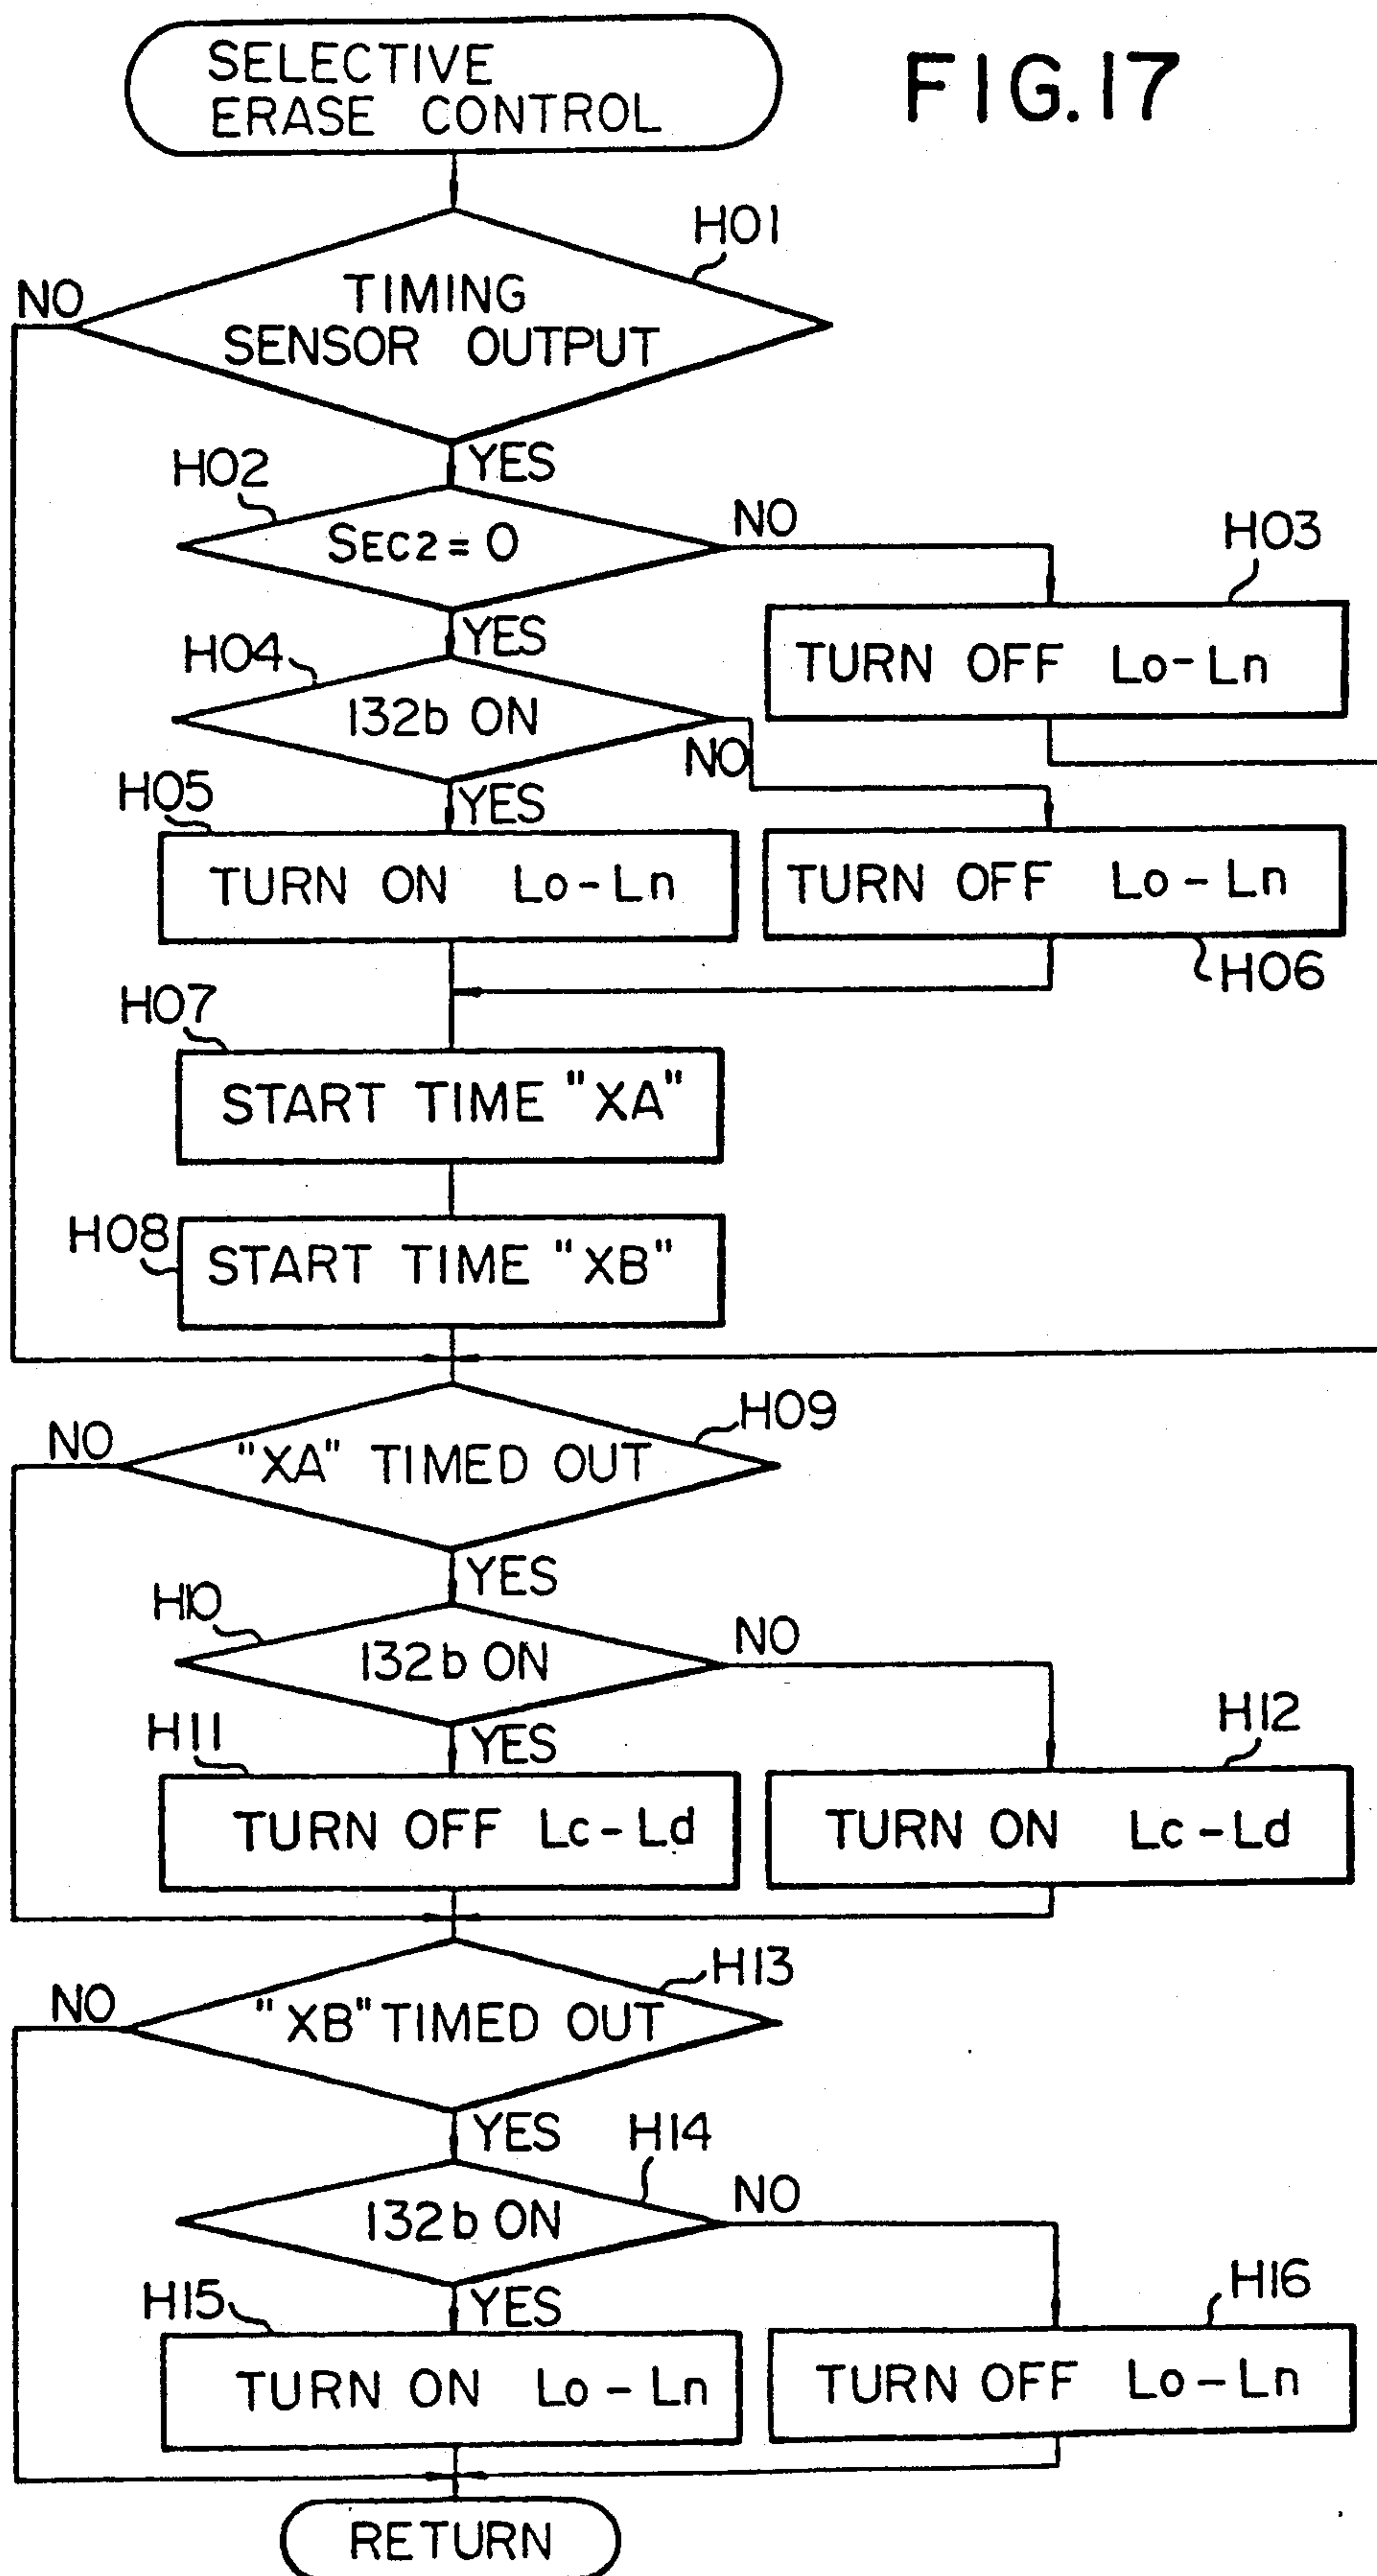 SELECTIVE
ERASE CONTROL
FIG. 17
H01
NO
TIMING
SENSOR OUTPUT
YES
H02
NO
SEC2 = 0
H03
YES
TURN OFF Lo-Ln
H04
132b ON
NO
YES
H05
TURN ON Lo-Ln
TURN OFF Lo-Ln
H06
H07
START TIME "XA"
H08
START TIME "XB"
H09
NO
"XA" TIMED OUT
YES
H10
NO
132b ON
H11
YES
H12
TURN OFF Lc-Ld
TURN ON Lc-Ld
H13
NO
"XB" TIMED OUT
YES
H14
NO
132b ON
H15
YES
H16
TURN ON Lo-Ln
TURN OFF Lo-Ln
RETURN